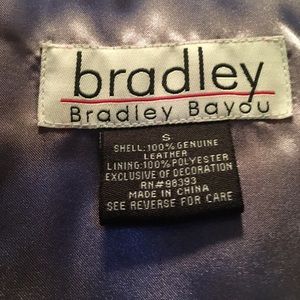 bradley
Bradley Bayou
S
SHELL:100% GENUINE
LEATHER
LINING:100% POLYESTER
EXCLUSIVE OF DECORATION
RN#98393
MADE IN CHINA
SEE REVERSE FOR CARE